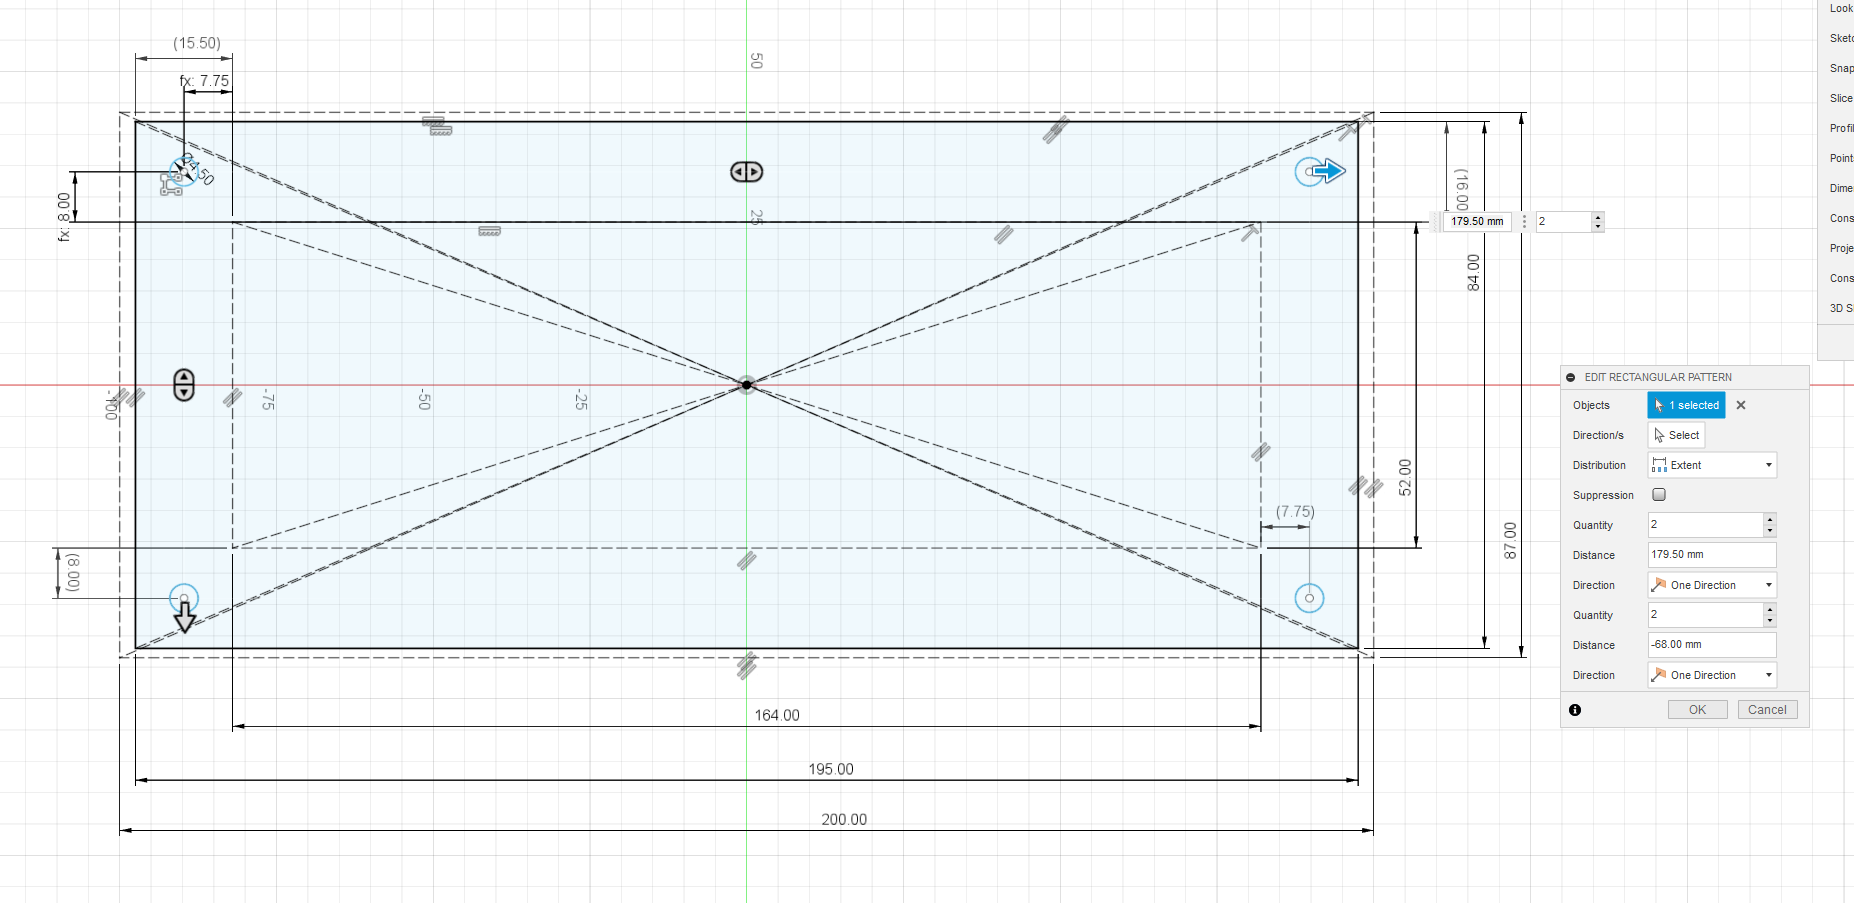 (15.50)
fx: 7.75
50
Look
Sketc
Snap
Slice
Profil
Point
Dime
Cons
Proje
Cons
3D S
fx: 8.00
25
(16.00)
179.50 mm
2
84.00
-100
-75
-50
-25
52.00
87.00
(7.75)
(8.00)
164.00
195.00
200.00
EDIT RECTANGULAR PATTERN
Objects 1 selected
Direction/s Select
Distribution Extent
Suppression
Quantity 2
Distance 179.50 mm
Direction One Direction
Quantity 2
Distance -68.00 mm
Direction One Direction
OK Cancel